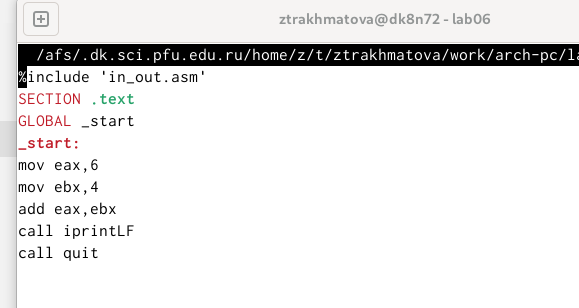 ztrakhmatova@dk8n72 - lab06
/afs/.dk.sci.pfu.edu.ru/home/z/t/ztrakhmatova/work/arch-pc/la
%include 'in_out.asm'
SECTION .text
GLOBAL _start
_start:
mov eax,6
mov ebx,4
add eax,ebx
call iprintLF
call quit